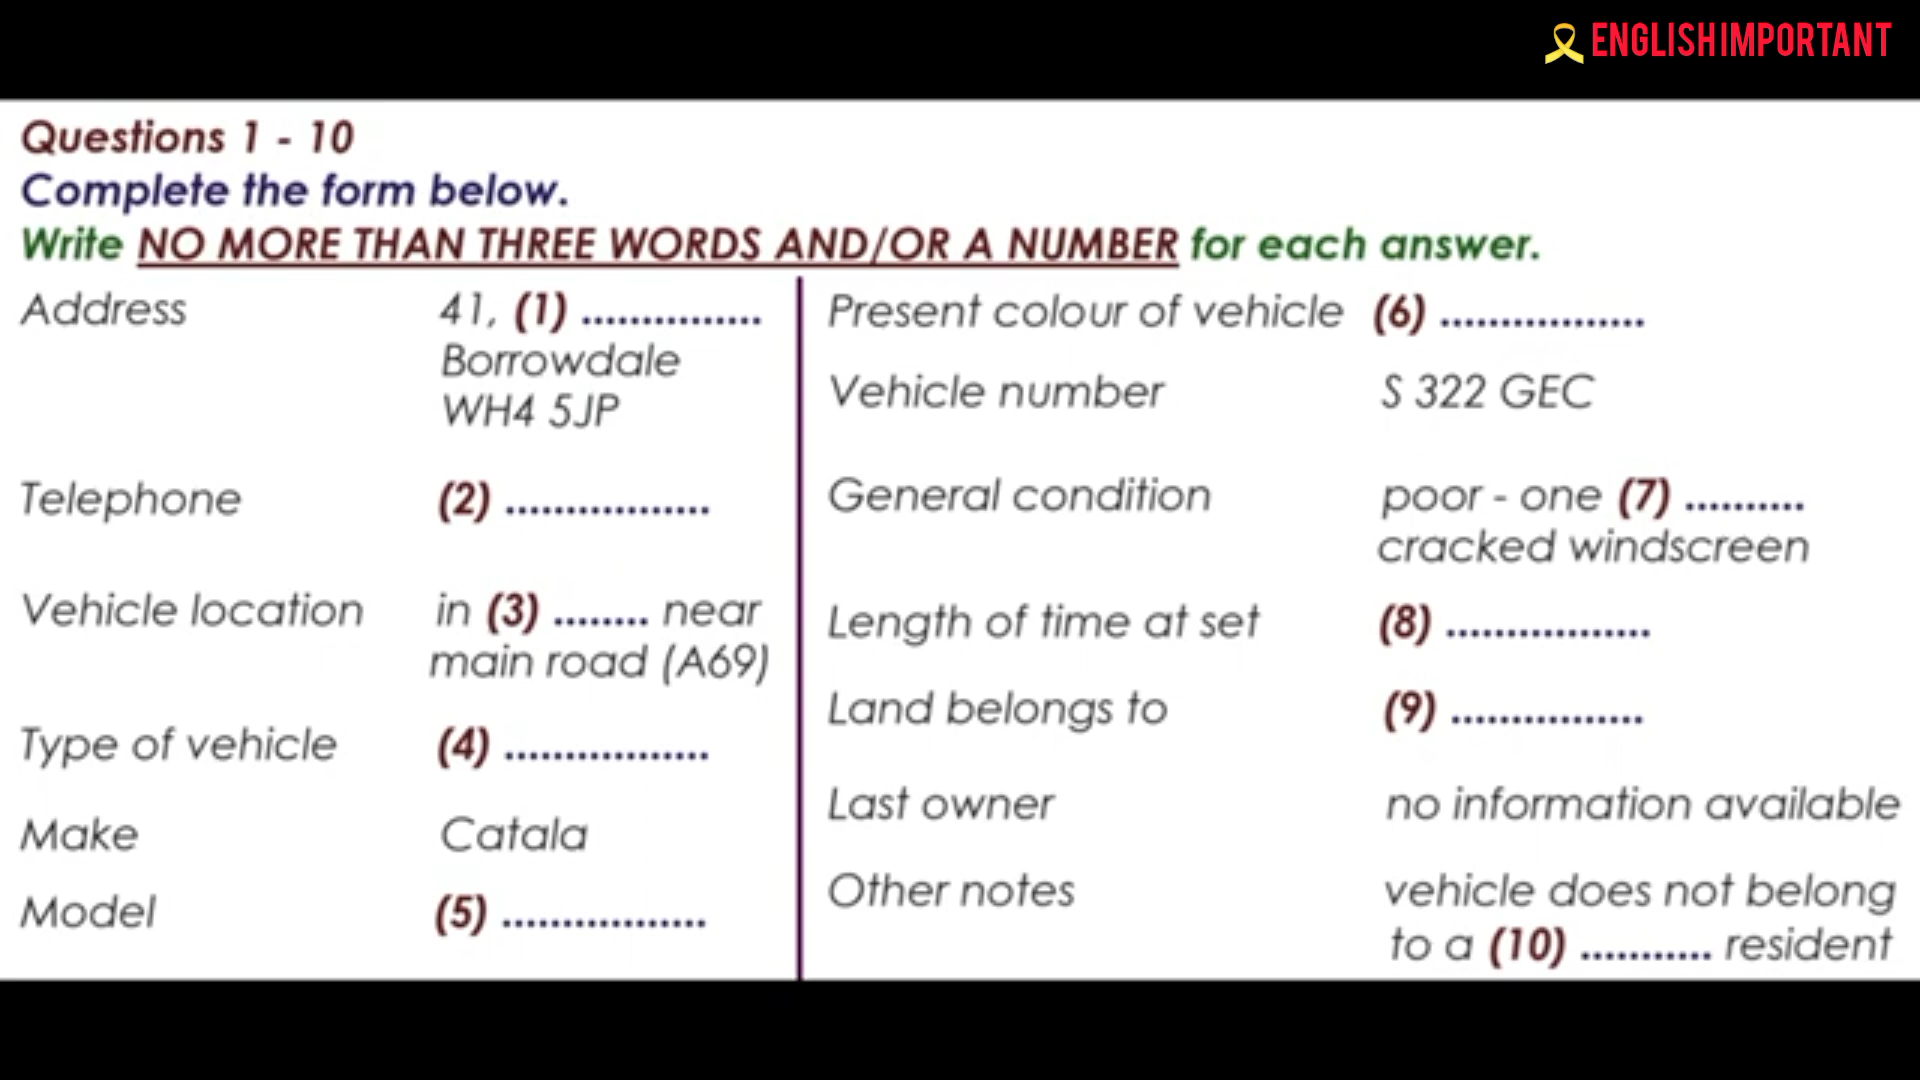 ENGLISHIMPORTANT
Questions 1 - 10
Complete the form below.
Write NO MORE THAN THREE WORDS AND/OR A NUMBER for each answer.
Address 41, (1) ...............
Borrowdale
WH4 5JP
Telephone (2) .................
Vehicle location in (3) ........ near
main road (A69)
Type of vehicle (4) .................
Make Catala
Model (5) .................
Present colour of vehicle (6) .................
Vehicle number S 322 GEC
General condition poor - one (7) ..........
cracked windscreen
Length of time at set (8) .................
Land belongs to (9) ................
Last owner no information available
Other notes vehicle does not belong
to a (10) ........... resident